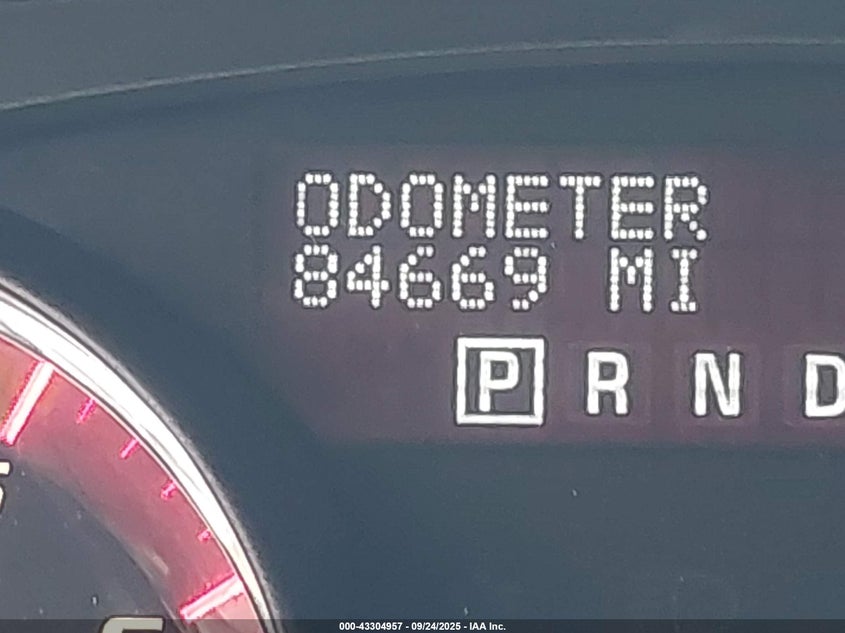 ODOMETER
84669 MI
P R N D
000-43304957 - 09/24/2025 - IAA Inc.